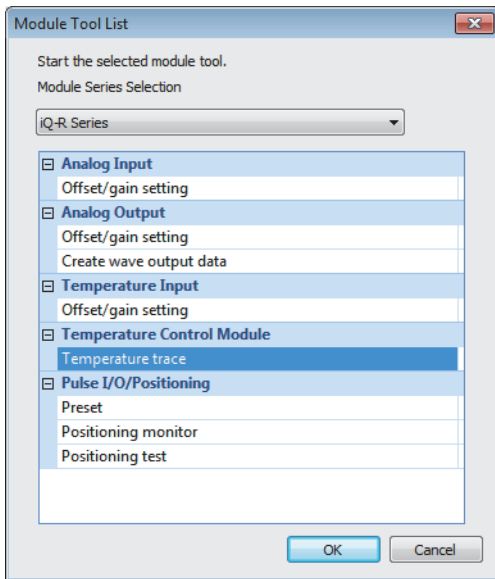 Module Tool List
Start the selected module tool.
Module Series Selection
iQ-R Series
Analog Input
Offset/gain setting
Analog Output
Offset/gain setting
Create wave output data
Temperature Input
Offset/gain setting
Temperature Control Module
Temperature trace
Pulse I/O/Positioning
Preset
Positioning monitor
Positioning test
OK Cancel